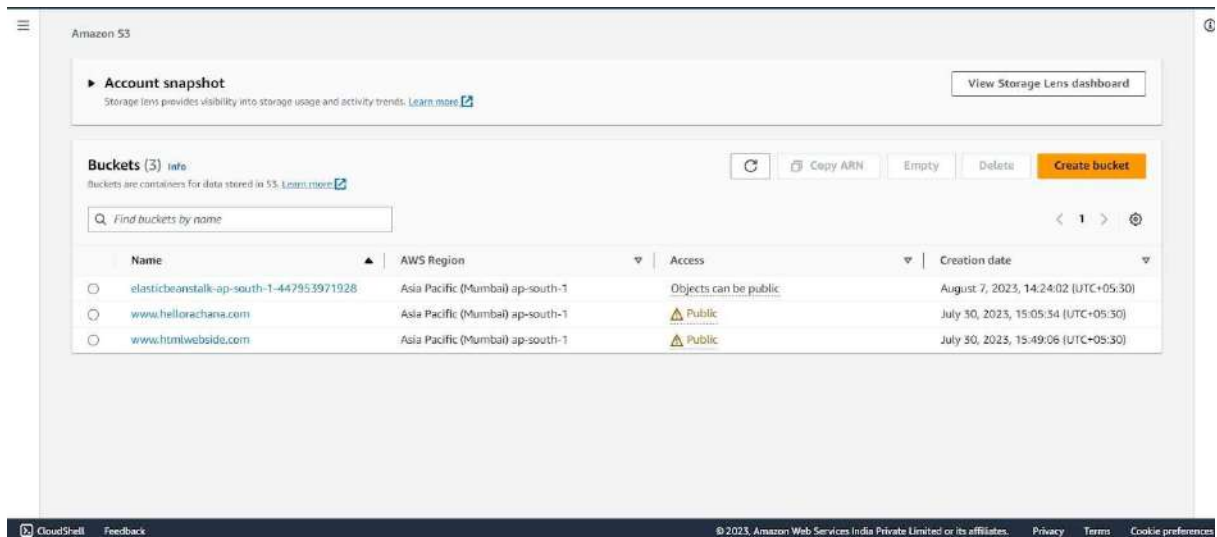 Amazon S3
Account snapshot
View Storage Lens dashboard
Storage lens provides visibility into storage usage and activity trends. Learn more
Buckets (3) Info
Copy ARN Empty Delete Create bucket
Buckets are containers for data stored in S3. Learn more
Find buckets by name
1
Name AWS Region Access Creation date
elasticbeanstalk-ap-south-1-447953971928 Asia Pacific (Mumbai) ap-south-1 Objects can be public August 7, 2023, 14:24:02 (UTC+05:30)
www.hellorachana.com Asia Pacific (Mumbai) ap-south-1 Public July 30, 2023, 15:05:34 (UTC+05:30)
www.htmlwebside.com Asia Pacific (Mumbai) ap-south-1 Public July 30, 2023, 15:49:06 (UTC+05:30)
CloudShell Feedback © 2023, Amazon Web Services India Private Limited or its affiliates. Privacy Terms Cookie preferences